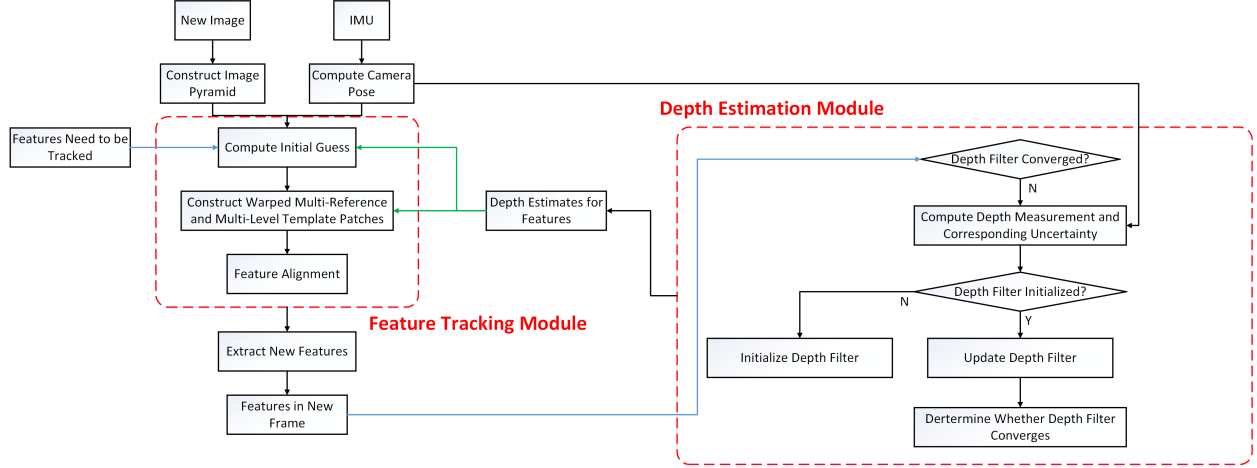 New Image
IMU
Construct Image
Pyramid
Compute Camera
Pose
Depth Estimation Module
Features Need to be
Tracked
Compute Initial Guess
Depth Filter Converged?
N
Construct Warped Multi-Reference
and Multi-Level Template Patches
Depth Estimates for
Features
Compute Depth Measurement and
Corresponding Uncertainty
Feature Alignment
Depth Filter Initialized?
N
Y
Feature Tracking Module
Extract New Features
Initialize Depth Filter
Update Depth Filter
Features in New
Frame
Dertermine Whether Depth Filter
Converges